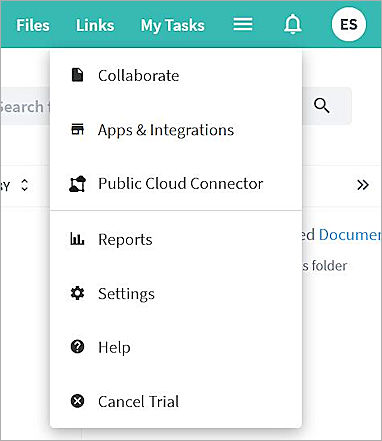 Files Links My Tasks ES
Collaborate
Search f
Apps & Integrations
Public Cloud Connector
BY
ed Documen
Reports
s folder
Settings
Help
Cancel Trial